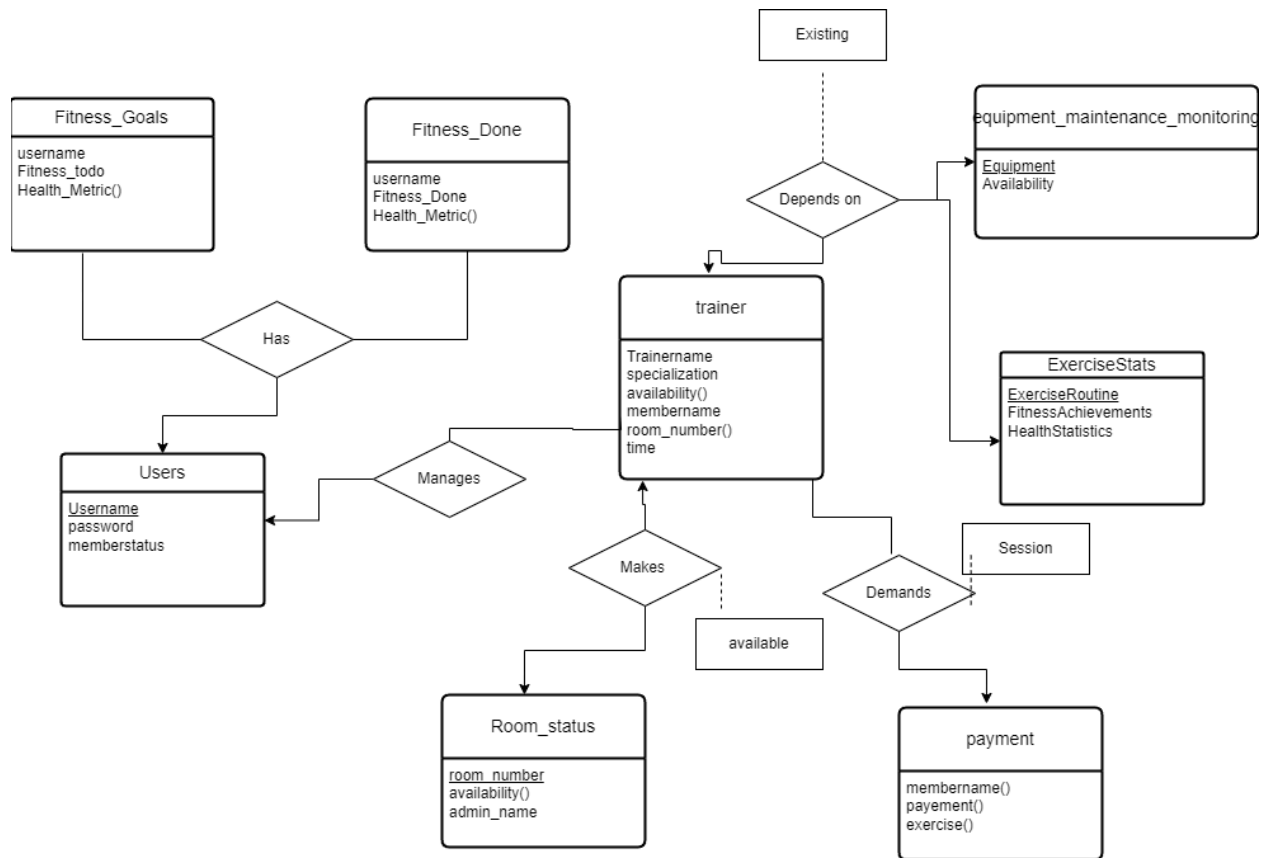 Existing
Fitness_Goals
username
Fitness_todo
Health_Metric()
Fitness_Done
username
Fitness_Done
Health_Metric()
equipment_maintenance_monitoring
Equipment
Availability
Depends on
Has
trainer
Trainername
specialization
availability()
membername
room_number()
time
ExerciseStats
ExerciseRoutine
FitnessAchievements
HealthStatistics
Users
Username
password
memberstatus
Manages
Makes
available
Session
Demands
Room_status
room_number
availability()
admin_name
payment
membername()
payement()
exercise()